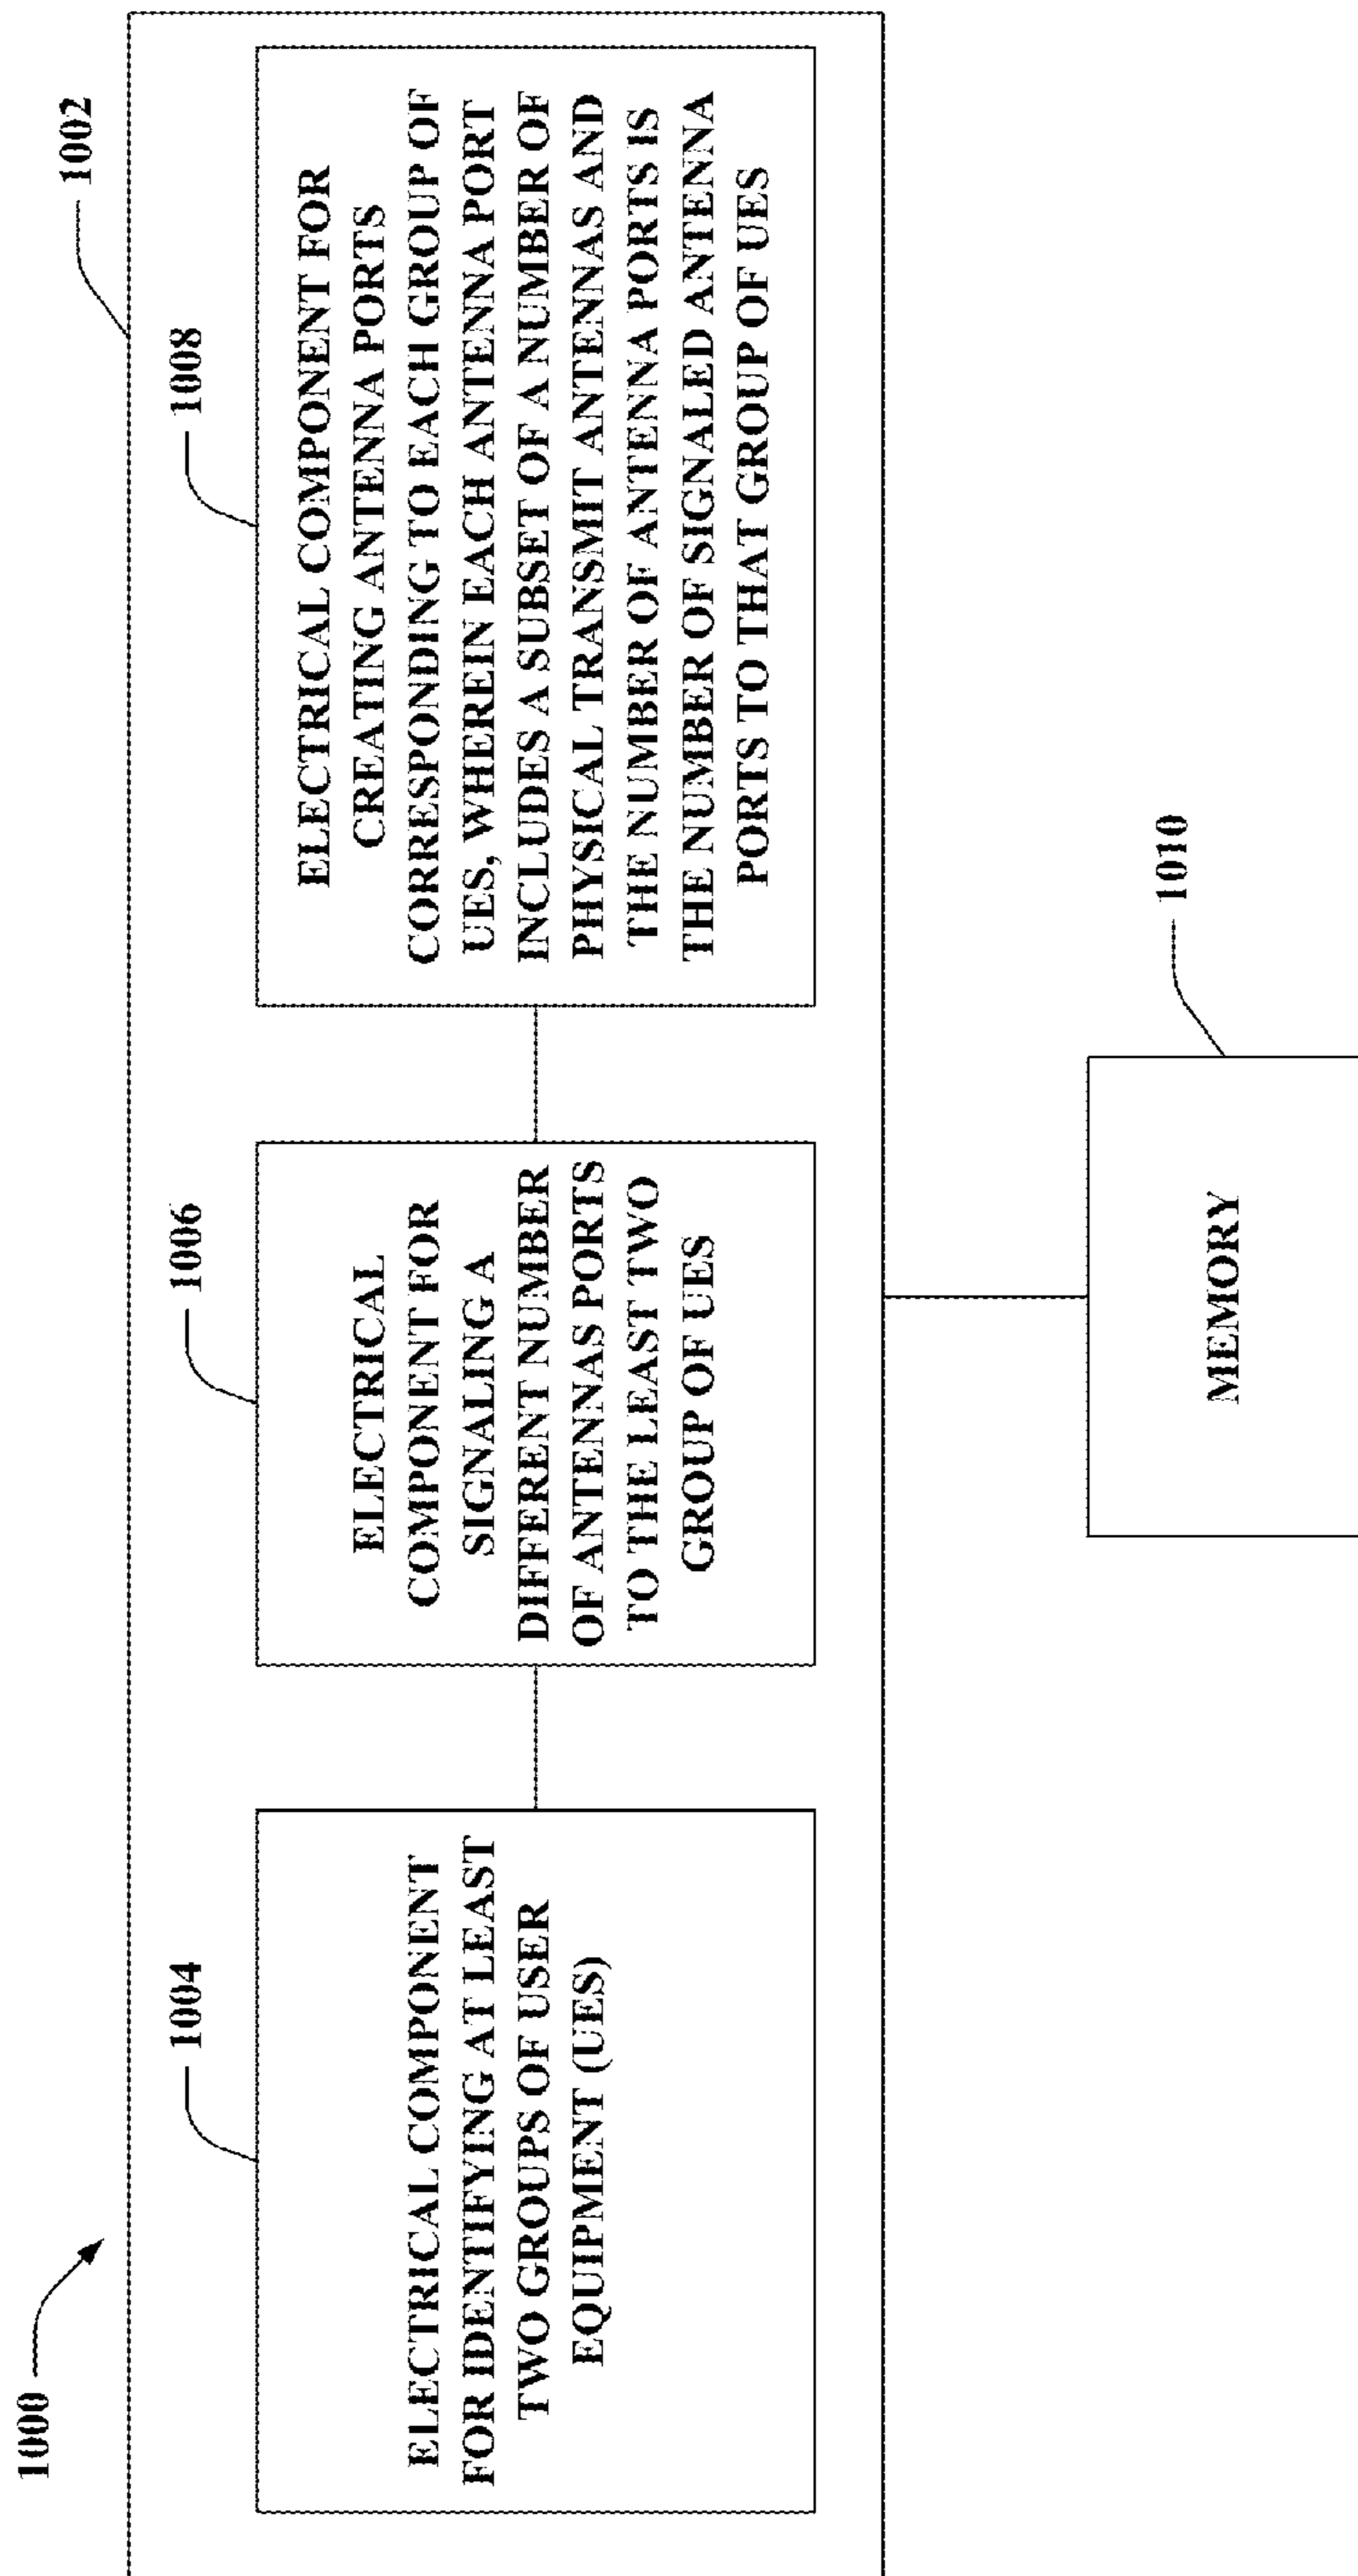 1000
1002
1004
ELECTRICAL COMPONENT
FOR IDENTIFYING AT LEAST
TWO GROUPS OF USER
EQUIPMENT (UES)
1006
ELECTRICAL
COMPONENT FOR
SIGNALING A
DIFFERENT NUMBER
OF ANTENNAS PORTS
TO THE LEAST TWO
GROUP OF UES
1008
ELECTRICAL COMPONENT FOR
CREATING ANTENNA PORTS
CORRESPONDING TO EACH GROUP OF
UES, WHEREIN EACH ANTENNA PORT
INCLUDES A SUBSET OF A NUMBER OF
PHYSICAL TRANSMIT ANTENNAS AND
THE NUMBER OF ANTENNA PORTS IS
THE NUMBER OF SIGNALED ANTENNA
PORTS TO THAT GROUP OF UES
1010
MEMORY